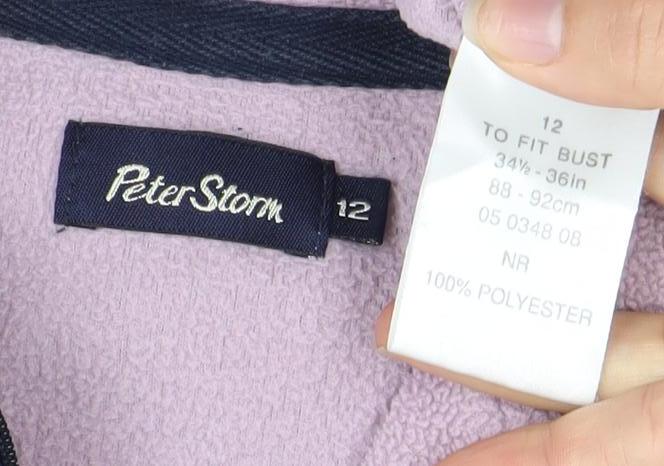 Peter Storm
12
12
TO FIT BUST
34½ - 36in
88 - 92cm
05 0348 08
NR
100% POLYESTER